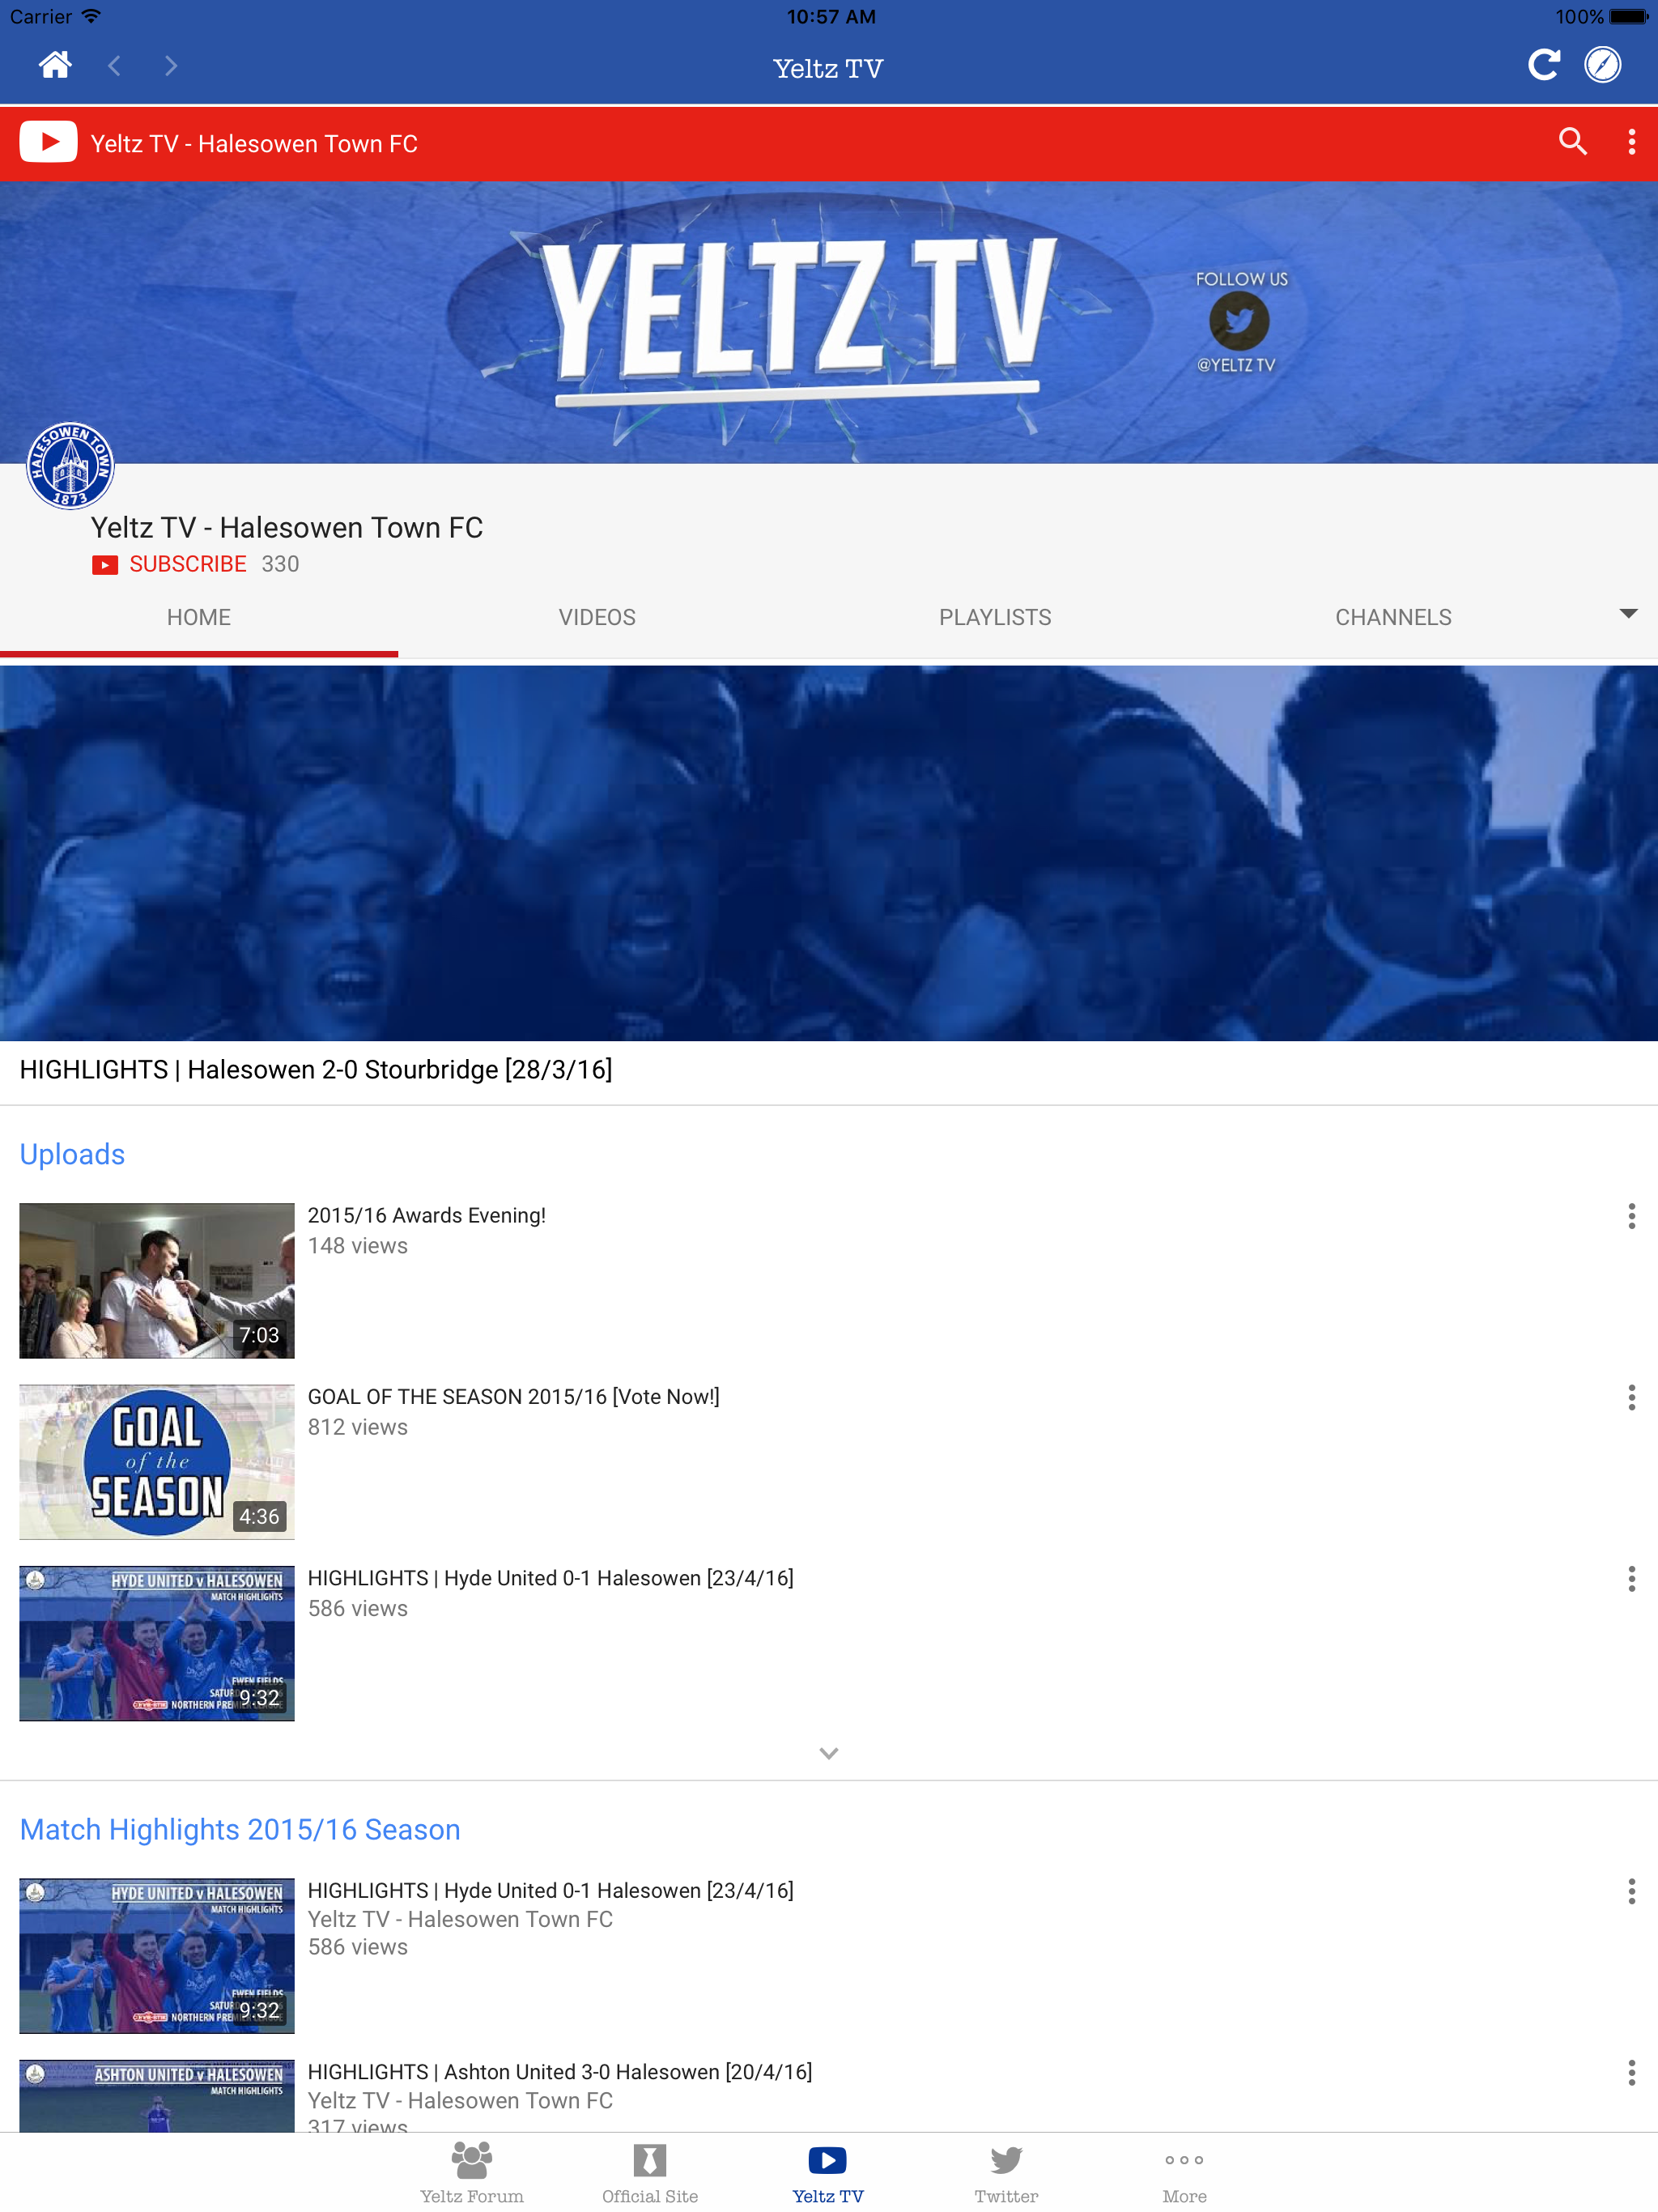 Carrier
10:57 AM
100%
Yeltz TV
Yeltz TV - Halesowen Town FC
YELTZ TV
FOLLOW US
@YELTZ TV
HALESOWEN TOWN
1873
Yeltz TV - Halesowen Town FC
SUBSCRIBE 330
HOME
VIDEOS
PLAYLISTS
CHANNELS
HIGHLIGHTS | Halesowen 2-0 Stourbridge [28/3/16]
Uploads
2015/16 Awards Evening!
148 views
7:03
GOAL
of the
SEASON
4:36
GOAL OF THE SEASON 2015/16 [Vote Now!]
812 views
HYDE UNITED v HALESOWEN
MATCH HIGHLIGHTS
EWEN FIELDS
9:32
HIGHLIGHTS | Hyde United 0-1 Halesowen [23/4/16]
586 views
Match Highlights 2015/16 Season
HYDE UNITED v HALESOWEN
MATCH HIGHLIGHTS
EWEN FIELDS
9:32
HIGHLIGHTS | Hyde United 0-1 Halesowen [23/4/16]
Yeltz TV - Halesowen Town FC
586 views
ASHTON UNITED v HALESOWEN
MATCH HIGHLIGHTS
HIGHLIGHTS | Ashton United 3-0 Halesowen [20/4/16]
Yeltz TV - Halesowen Town FC
317 views
Yeltz Forum
Official Site
Yeltz TV
Twitter
More